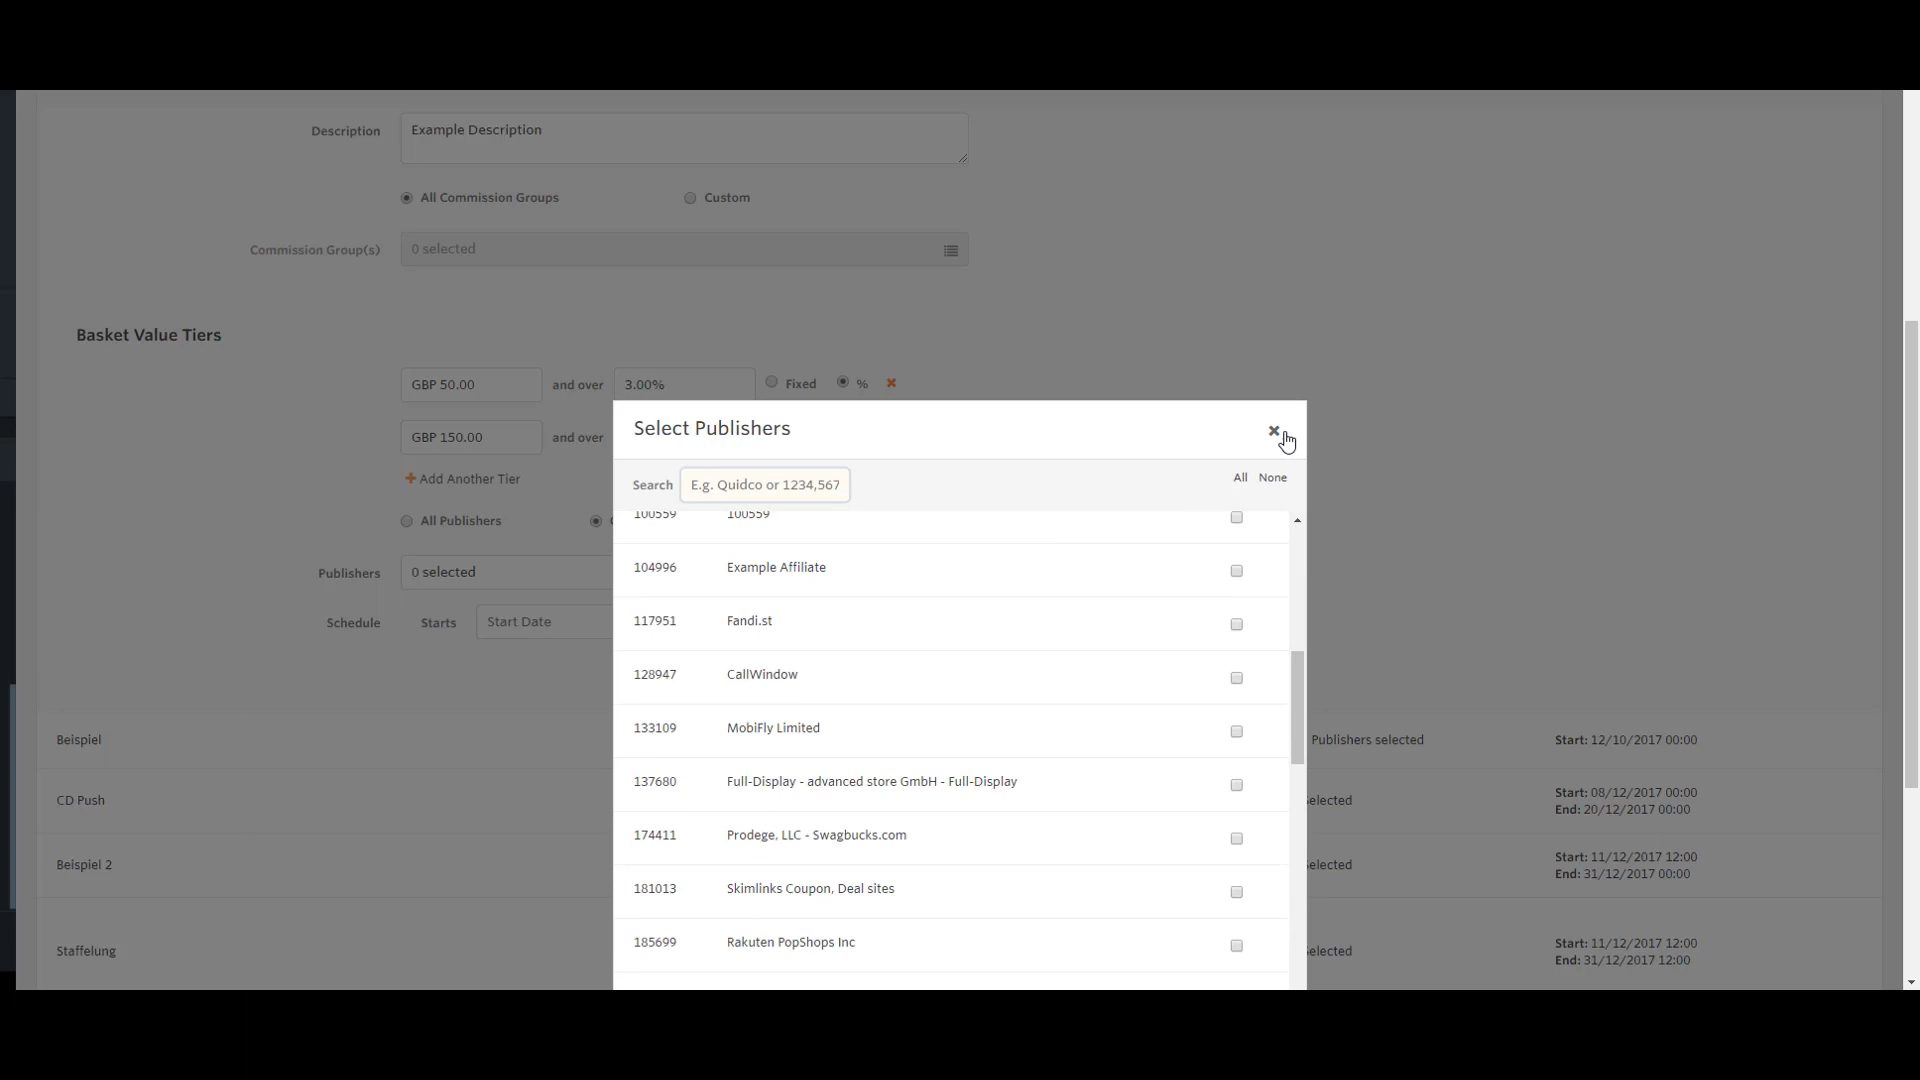 Description
Example Description
All Commission Groups
Custom
Commission Group(s)
0 selected
Basket Value Tiers
GBP 50.00
and over
3.00%
Fixed
%
GBP 150.00
and over
Add Another Tier
All Publishers
Publishers
0 selected
Schedule
Starts
Start Date
Select Publishers
Search
E.g. Quidco or 1234,567
All
None
100559
100559
104996
Example Affiliate
117951
Fandi.st
128947
CallWindow
133109
MobiFly Limited
137680
Full-Display - advanced store GmbH - Full-Display
174411
Prodege, LLC - Swagbucks.com
181013
Skimlinks Coupon, Deal sites
185699
Rakuten PopShops Inc
Beispiel
Publishers selected
Start: 12/10/2017 00:00
CD Push
Selected
Start: 08/12/2017 00:00
End: 20/12/2017 00:00
Beispiel 2
Selected
Start: 11/12/2017 12:00
End: 31/12/2017 00:00
Staffelung
Selected
Start: 11/12/2017 12:00
End: 31/12/2017 12:00